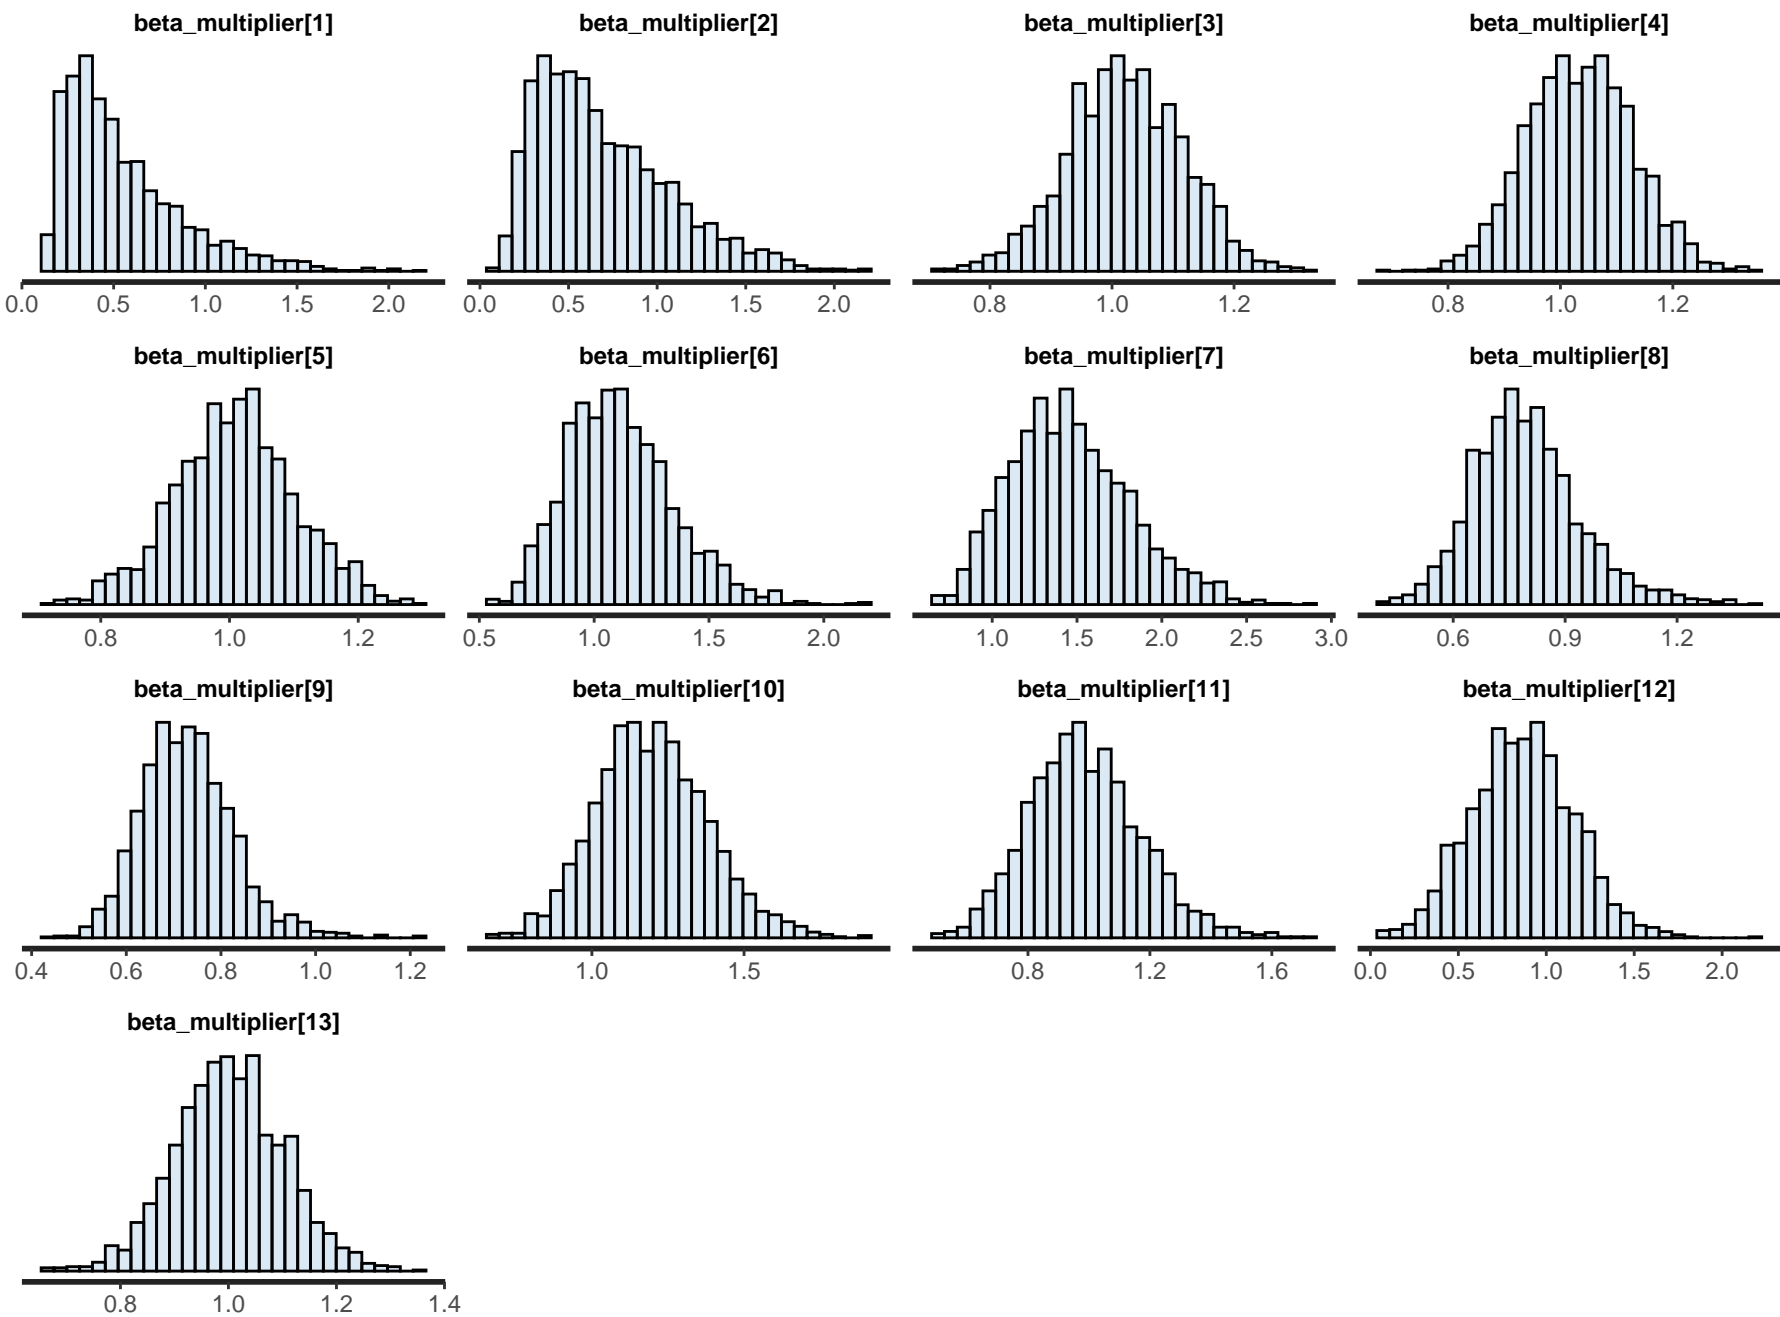 beta_multiplier[1] beta_multiplier[2] beta_multiplier[3] beta_multiplier[4]
0.0 0.5 1.0 1.5 2.0 0.0 0.5 1.0 1.5 2.0 0.8 1.0 1.2 0.8 1.0 1.2
beta_multiplier[5] beta_multiplier[6] beta_multiplier[7] beta_multiplier[8]
0.8 1.0 1.2 0.5 1.0 1.5 2.0 1.0 1.5 2.0 2.5 3.0 0.6 0.9 1.2
beta_multiplier[9] beta_multiplier[10] beta_multiplier[11] beta_multiplier[12]
0.4 0.6 0.8 1.0 1.2 1.0 1.5 0.8 1.2 1.6 0.0 0.5 1.0 1.5 2.0
beta_multiplier[13]
0.8 1.0 1.2 1.4